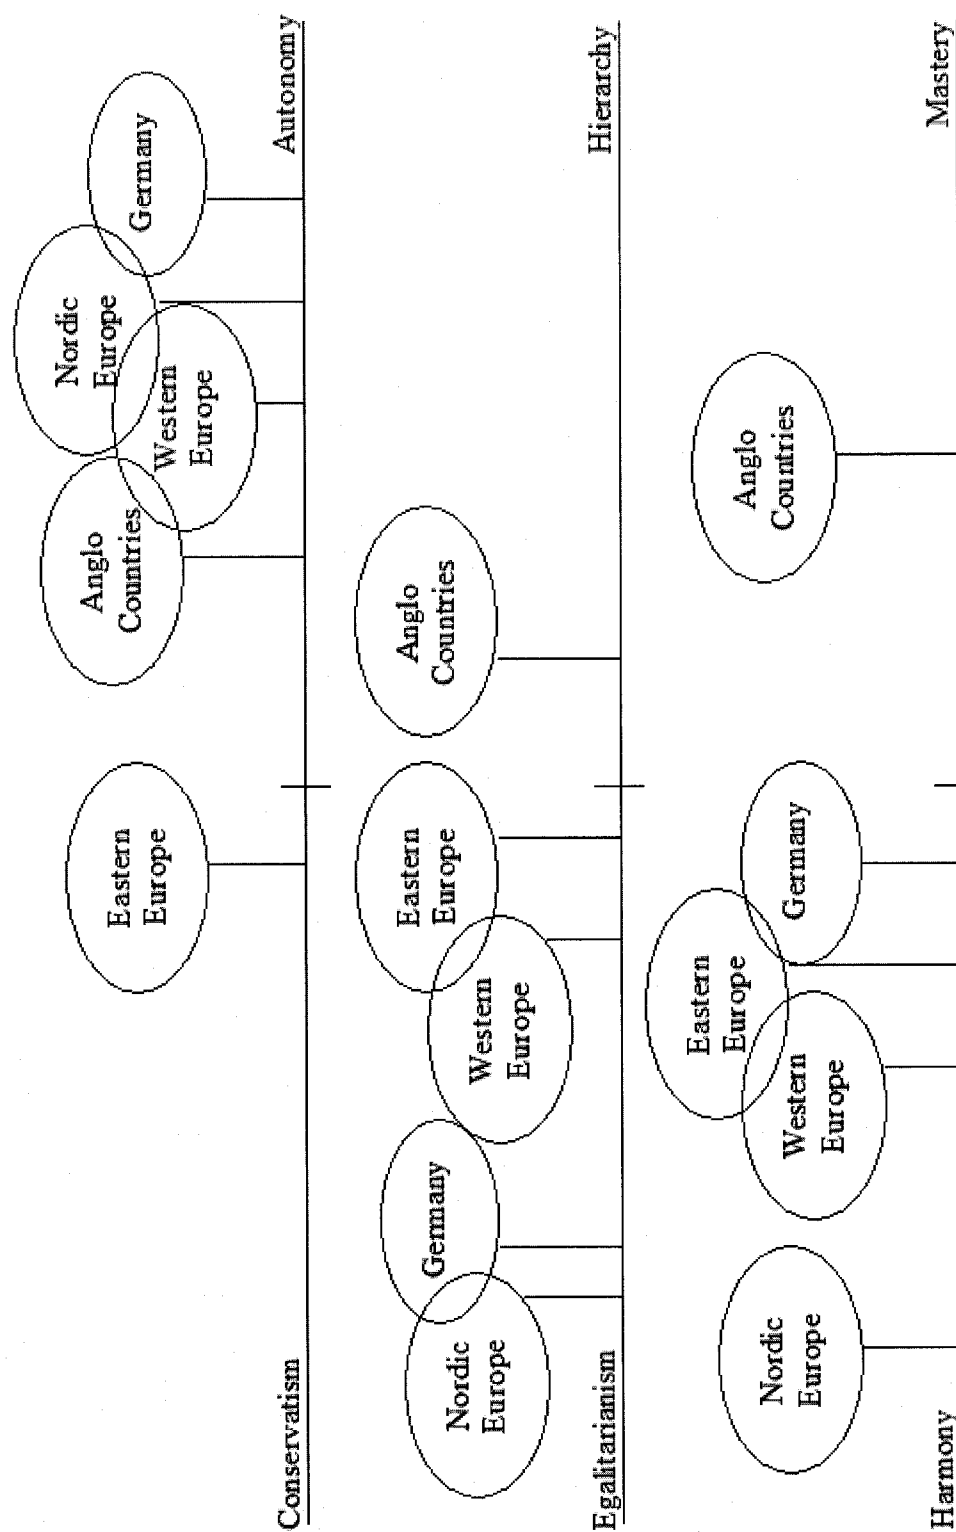 Eastern
Europe
Anglo
Countries
Western
Europe
Nordic
Europe
Germany
Conservatism
Autonomy
Nordic
Europe
Germany
Western
Europe
Eastern
Europe
Anglo
Countries
Egalitarianism
Hierarchy
Nordic
Europe
Western
Europe
Eastern
Europe
Germany
Anglo
Countries
Harmony
Mastery